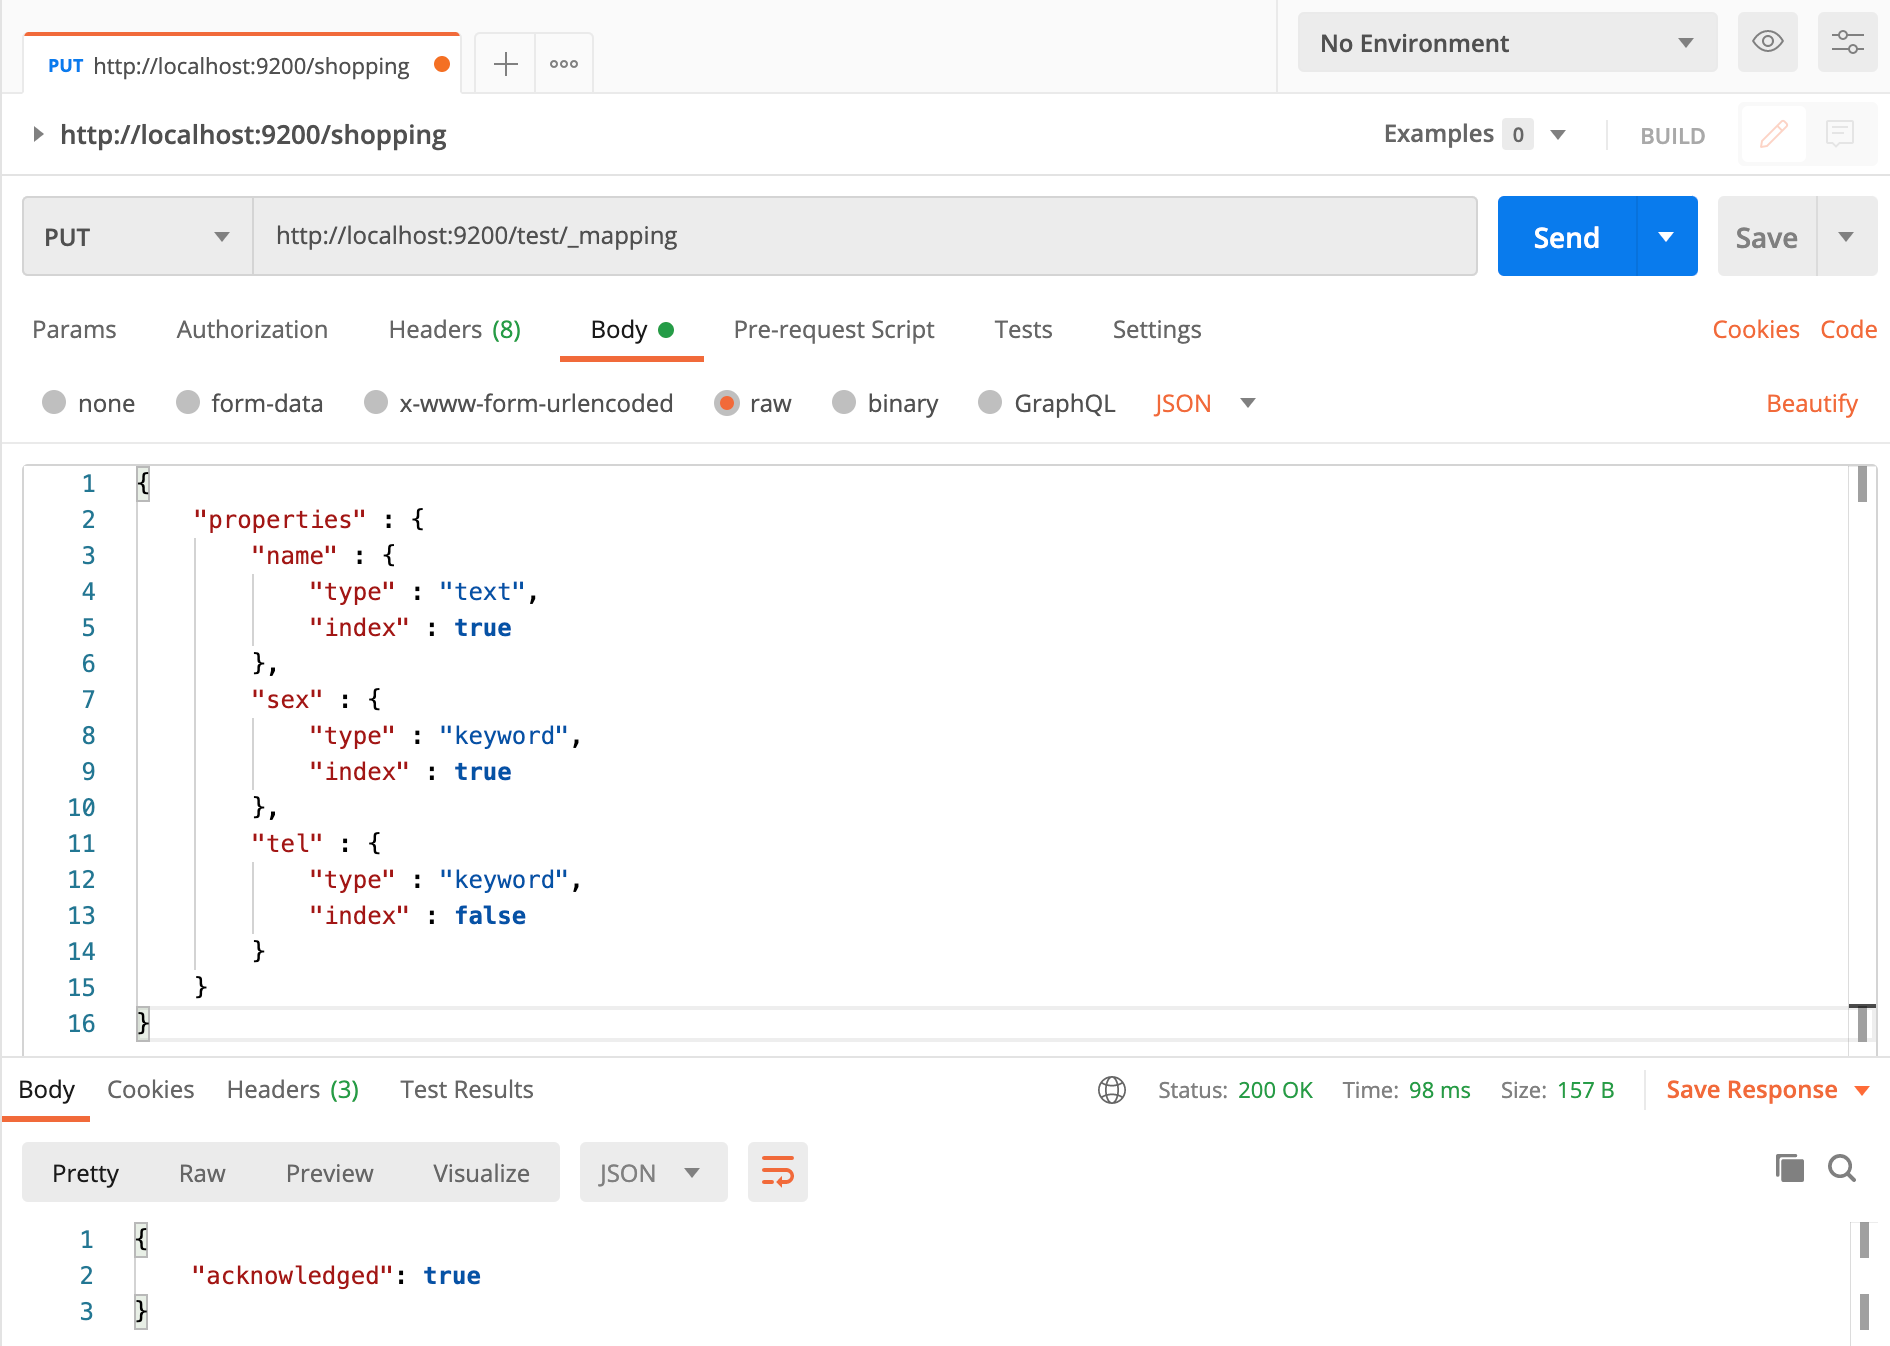 PUT http://localhost:9200/shopping
No Environment
http://localhost:9200/shopping
Examples 0
BUILD
PUT
http://localhost:9200/test/_mapping
Send
Save
Params
Authorization
Headers (8)
Body
Pre-request Script
Tests
Settings
Cookies
Code
none
form-data
x-www-form-urlencoded
raw
binary
GraphQL
JSON
Beautify
1 {
2 "properties" : {
3 "name" : {
4 "type" : "text",
5 "index" : true
6 },
7 "sex" : {
8 "type" : "keyword",
9 "index" : true
10 },
11 "tel" : {
12 "type" : "keyword",
13 "index" : false
14 }
15 }
16 }
Body
Cookies
Headers (3)
Test Results
Status: 200 OK
Time: 98 ms
Size: 157 B
Save Response
Pretty
Raw
Preview
Visualize
JSON
1 {
2 "acknowledged": true
3 }